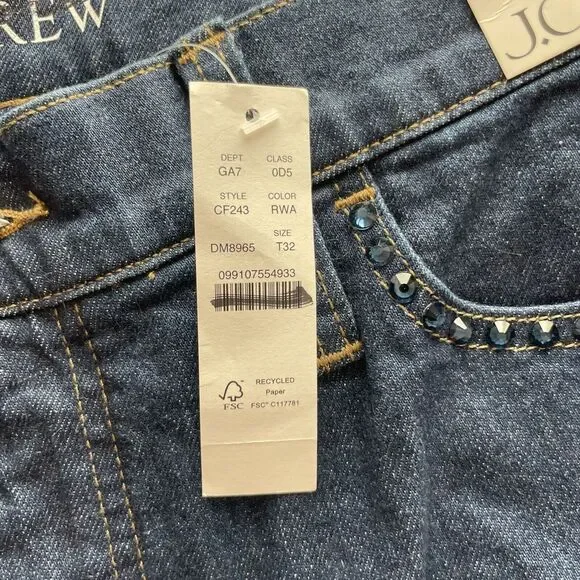 REW
J.C
DEPT. CLASS
GA7 0D5
STYLE COLOR
CF243 RWA
SIZE
DM8965 T32
099107554933
RECYCLED
Paper
FSC FSC® C117781